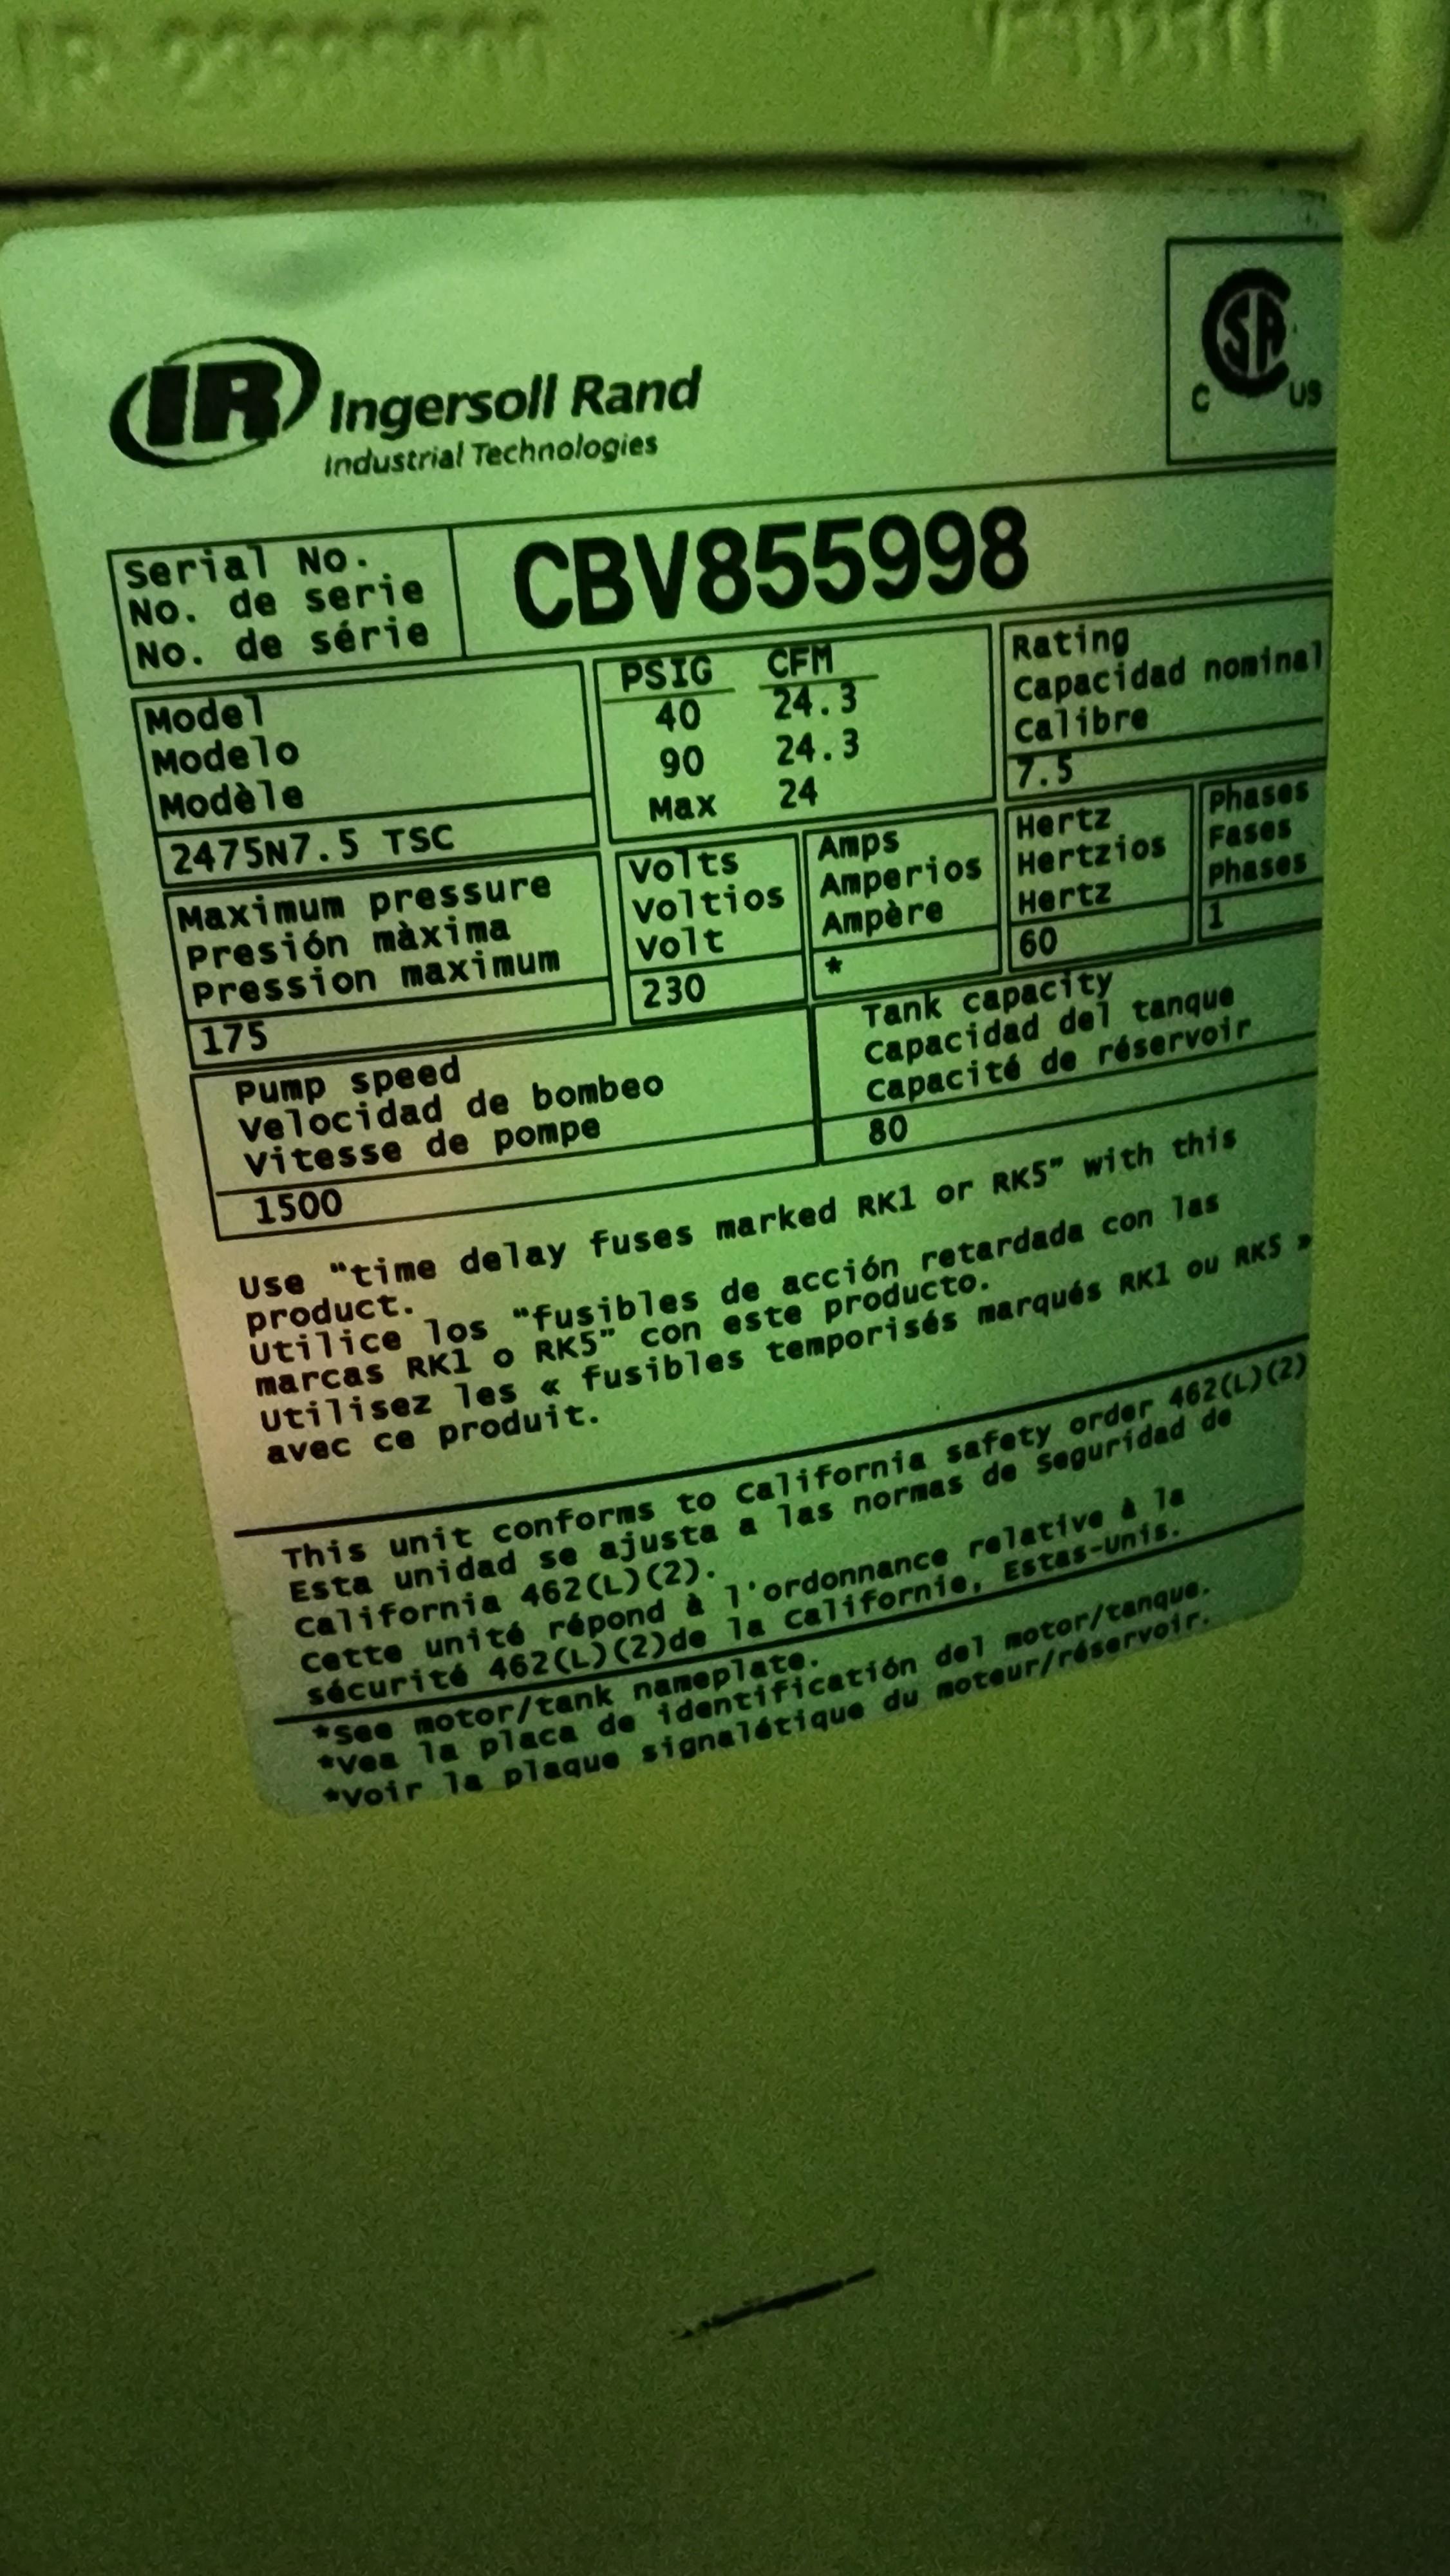 IR
IR Ingersoll Rand
Industrial Technologies
CSA
C US
Serial No.
No. de serie
No. de série
CBV855998
Model
Modelo
Modèle
2475N7.5 TSC
PSIG CFM
40 24.3
90 24.3
Max 24
Rating
Capacidad nominal
Calibre
7.5
Maximum pressure
Presión màxima
Pression maximum
175
Volts
Voltios
Volt
230
Amps
Amperios
Ampère
*
Hertz
Hertzios
Hertz
60
Phases
Fases
Phases
1
Pump speed
Velocidad de bombeo
Vitesse de pompe
1500
Tank capacity
Capacidad del tanque
Capacité de réservoir
80
Use "time delay fuses marked RK1 or RK5" with this
product.
Utilice los "fusibles de acción retardada con las
marcas RK1 o RK5" con este producto.
Utilisez les « fusibles temporisés marqués RK1 ou RK5 »
avec ce produit.
This unit conforms to California safety order 462(L)(2)
Esta unidad se ajusta a las normas de Seguridad de
California 462(L)(2).
Cette unité répond à l'ordonnance relative à la
sécurité 462(L)(2)de la Californie, Estas-Unis.
*See motor/tank nameplate.
*Vea la placa de identificatión del motor/tanque.
*Voir la plaque signalétique du moteur/réservoir.